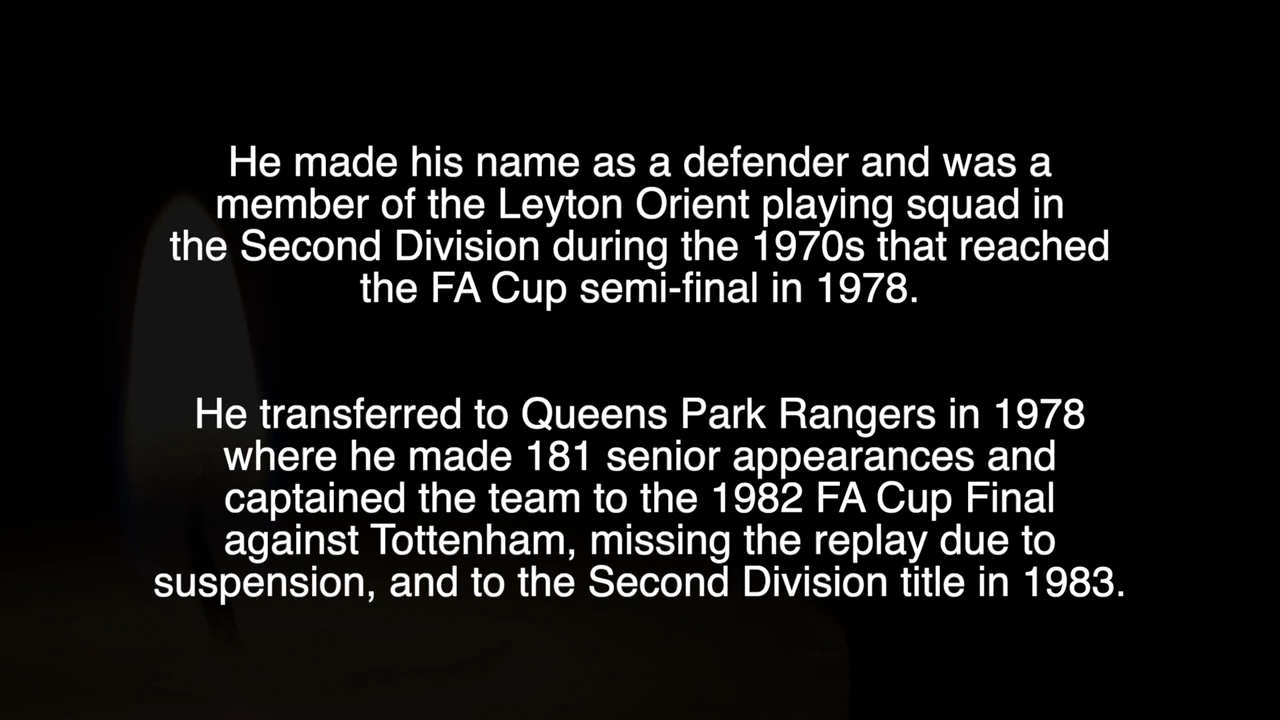 He made his name as a defender and was a
member of the Leyton Orient playing squad in
the Second Division during the 1970s that reached
the FA Cup semi-final in 1978.
He transferred to Queens Park Rangers in 1978
where he made 181 senior appearances and
captained the team to the 1982 FA Cup Final
against Tottenham, missing the replay due to
suspension, and to the Second Division title in 1983.